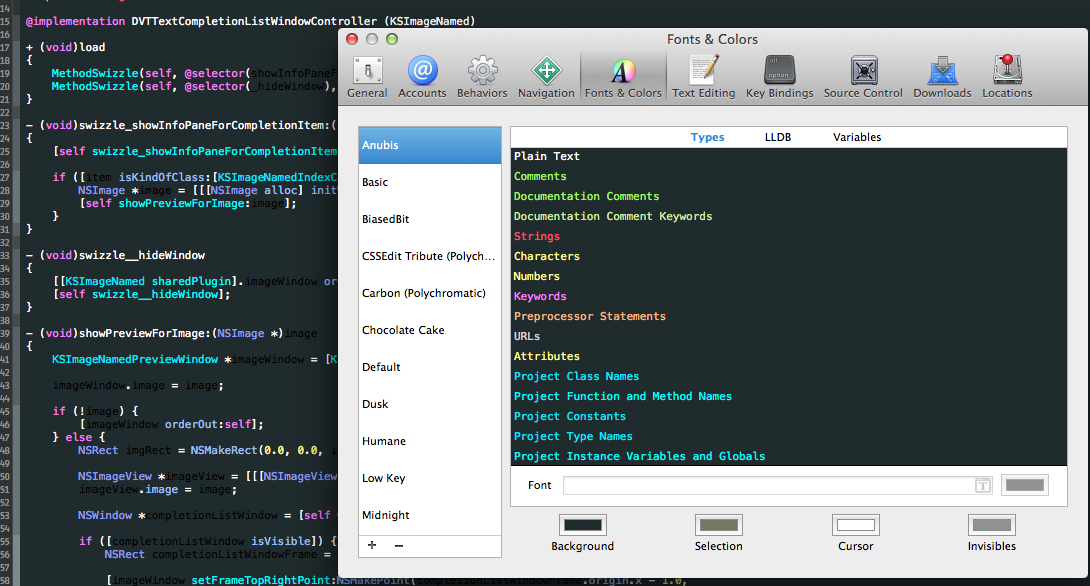 14
15 @implementation DVTTextCompletionListWindowController (KSImageNamed)
16
17 + (void)load
18 {
19 MethodSwizzle(self, @selector(showInfoPaneF
20 MethodSwizzle(self, @selector(_hideWindow),
21 }
22
23 - (void)swizzle_showInfoPaneForCompletionItem:(
24 {
25 [self swizzle_showInfoPaneForCompletionItem
26
27 if ([item isKindOfClass:[KSImageNamedIndexC
28 NSImage *image = [[[NSImage alloc] init
29 [self showPreviewForImage:image];
30 }
31 }
32
33 - (void)swizzle__hideWindow
34 {
35 [[KSImageNamed sharedPlugin].imageWindow or
36 [self swizzle__hideWindow];
37 }
38
39 - (void)showPreviewForImage:(NSImage *)image
40 {
41 KSImageNamedPreviewWindow *imageWindow = [K
42
43 imageWindow.image = image;
44
45 if (!image) {
46 [imageWindow orderOut:self];
47 } else {
48 NSRect imgRect = NSMakeRect(0.0, 0.0, i
49
50 NSImageView *imageView = [[[NSImageView
51 imageView.image = image;
52
53 NSWindow *completionListWindow = [self
54
55 if ([completionListWindow isVisible]) {
56 NSRect completionListWindowFrame =
57
58 [imageWindow setFrameTopRightPoint:NSMakePoint(completionListWindowFrame.origin.x - 1.0,
Fonts & Colors
General Accounts Behaviors Navigation Fonts & Colors Text Editing Key Bindings Source Control Downloads Locations
Anubis
Basic
BiasedBit
CSSEdit Tribute (Polych...
Carbon (Polychromatic)
Chocolate Cake
Default
Dusk
Humane
Low Key
Midnight
+ −
Types LLDB Variables
Plain Text
Comments
Documentation Comments
Documentation Comment Keywords
Strings
Characters
Numbers
Keywords
Preprocessor Statements
URLs
Attributes
Project Class Names
Project Function and Method Names
Project Constants
Project Type Names
Project Instance Variables and Globals
Font T
Background Selection Cursor Invisibles